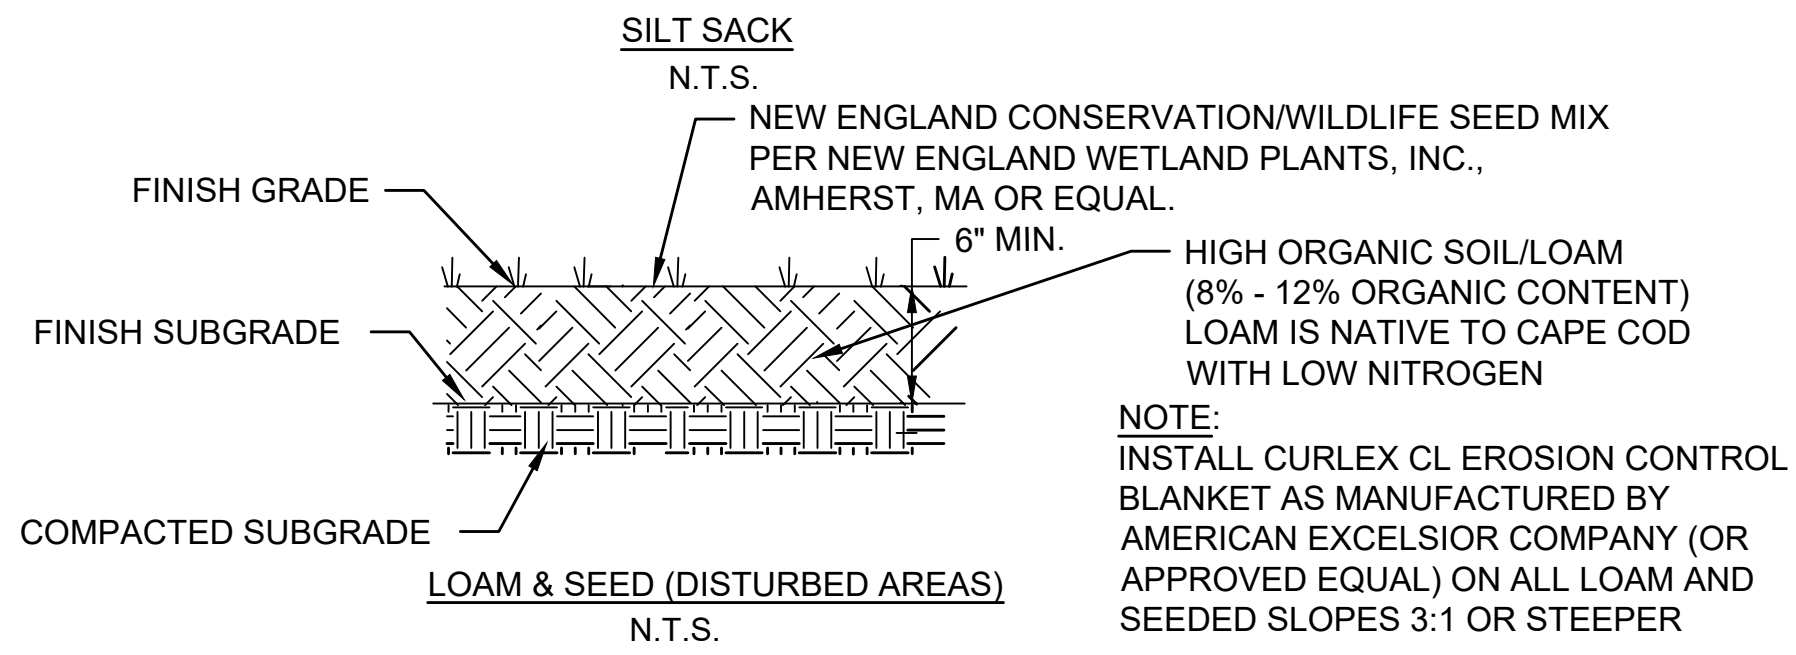 SILT SACK
N.T.S.
NEW ENGLAND CONSERVATION/WILDLIFE SEED MIX
PER NEW ENGLAND WETLAND PLANTS, INC.,
AMHERST, MA OR EQUAL.
FINISH GRADE
6" MIN.
HIGH ORGANIC SOIL/LOAM
(8% - 12% ORGANIC CONTENT)
LOAM IS NATIVE TO CAPE COD
WITH LOW NITROGEN
FINISH SUBGRADE
NOTE:
INSTALL CURLEX CL EROSION CONTROL
BLANKET AS MANUFACTURED BY
AMERICAN EXCELSIOR COMPANY (OR
APPROVED EQUAL) ON ALL LOAM AND
SEEDED SLOPES 3:1 OR STEEPER
COMPACTED SUBGRADE
LOAM & SEED (DISTURBED AREAS)
N.T.S.